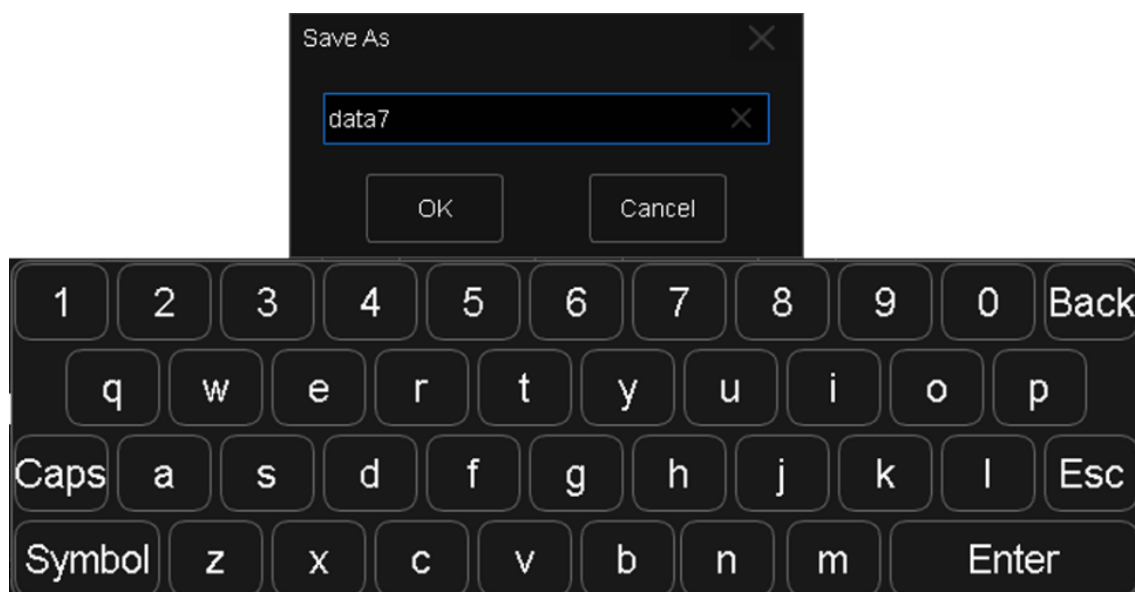 Save As
data7
OK Cancel
1 2 3 4 5 6 7 8 9 0 Back
q w e r t y u i o p
Caps a s d f g h j k l Esc
Symbol z x c v b n m Enter